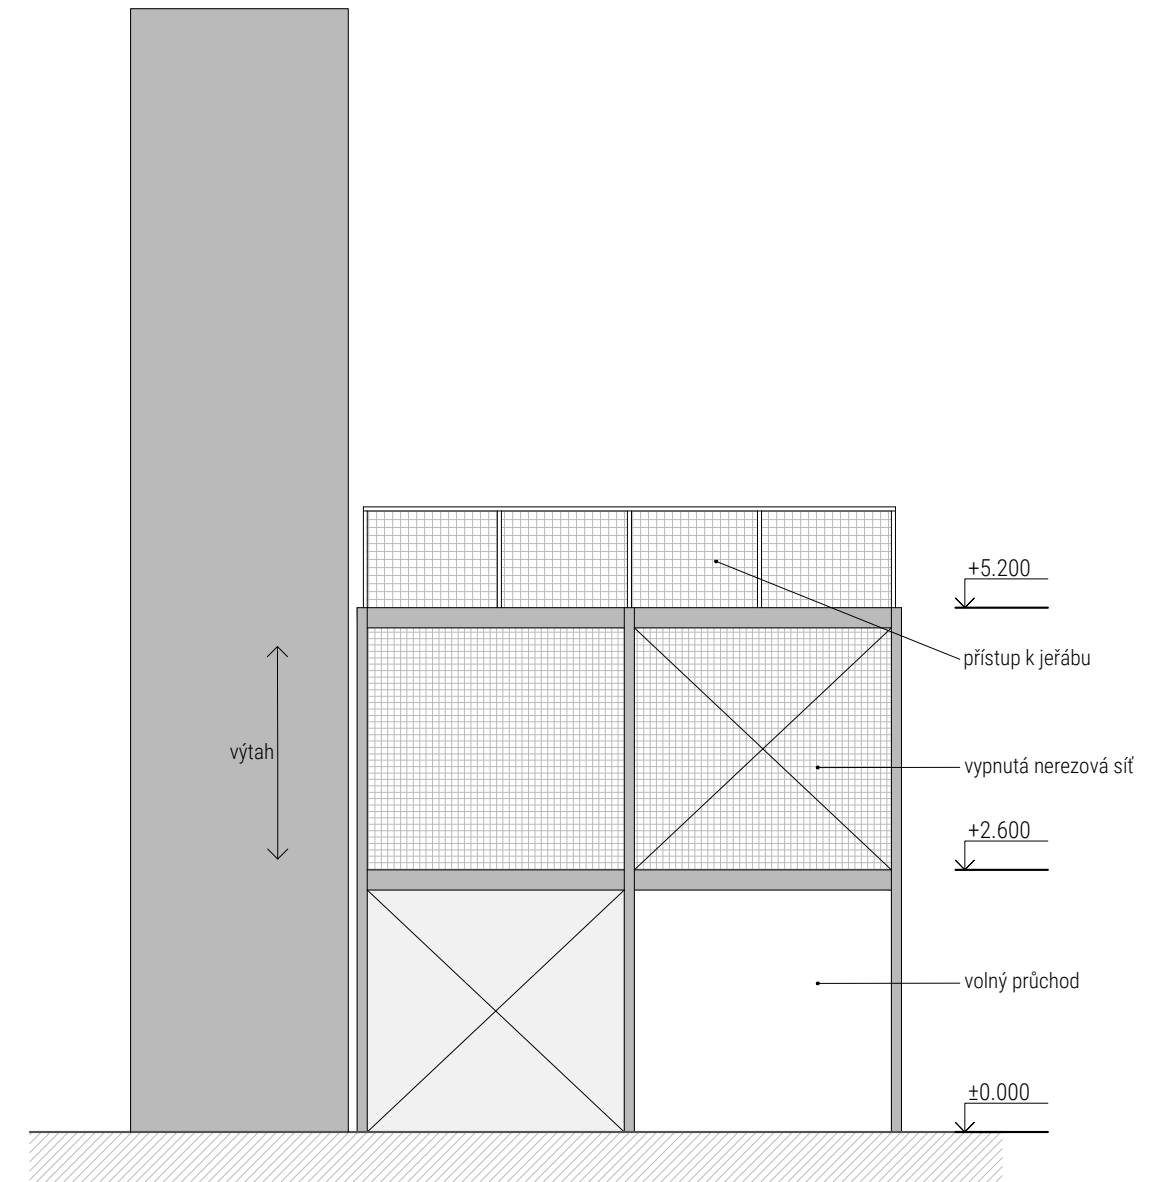 +5.200
přístup k jeřábu
výtah
vypnutá nerezová síť
+2.600
volný průchod
±0.000